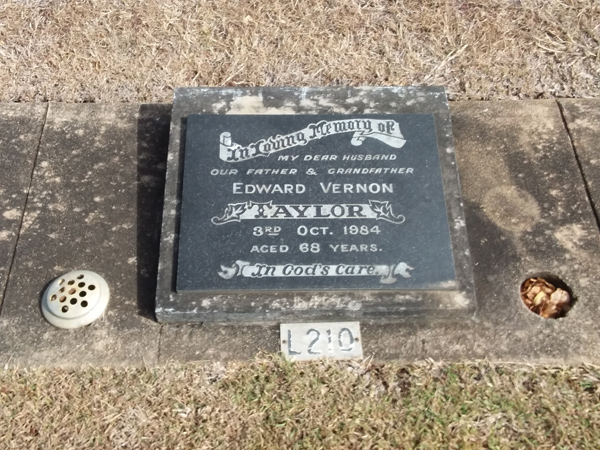 In Loving Memory of
MY DEAR HUSBAND
OUR FATHER & GRANDFATHER
EDWARD VERNON
TAYLOR
3RD OCT. 1984
AGED 68 YEARS.
In God's Care
L210